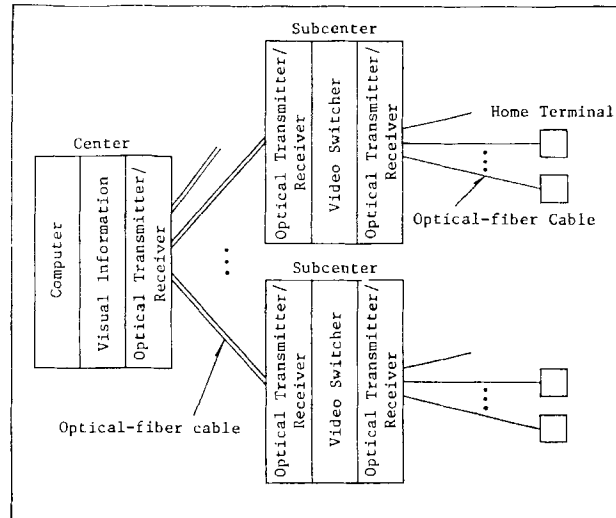 Subcenter
Optical Transmitter/
Receiver
Video Switcher
Optical Transmitter/
Receiver
Home Terminal
Optical-fiber Cable
Center
Computer
Visual Information
Optical Transmitter/
Receiver
Subcenter
Optical Transmitter/
Receiver
Video Switcher
Optical Transmitter/
Receiver
Optical-fiber cable